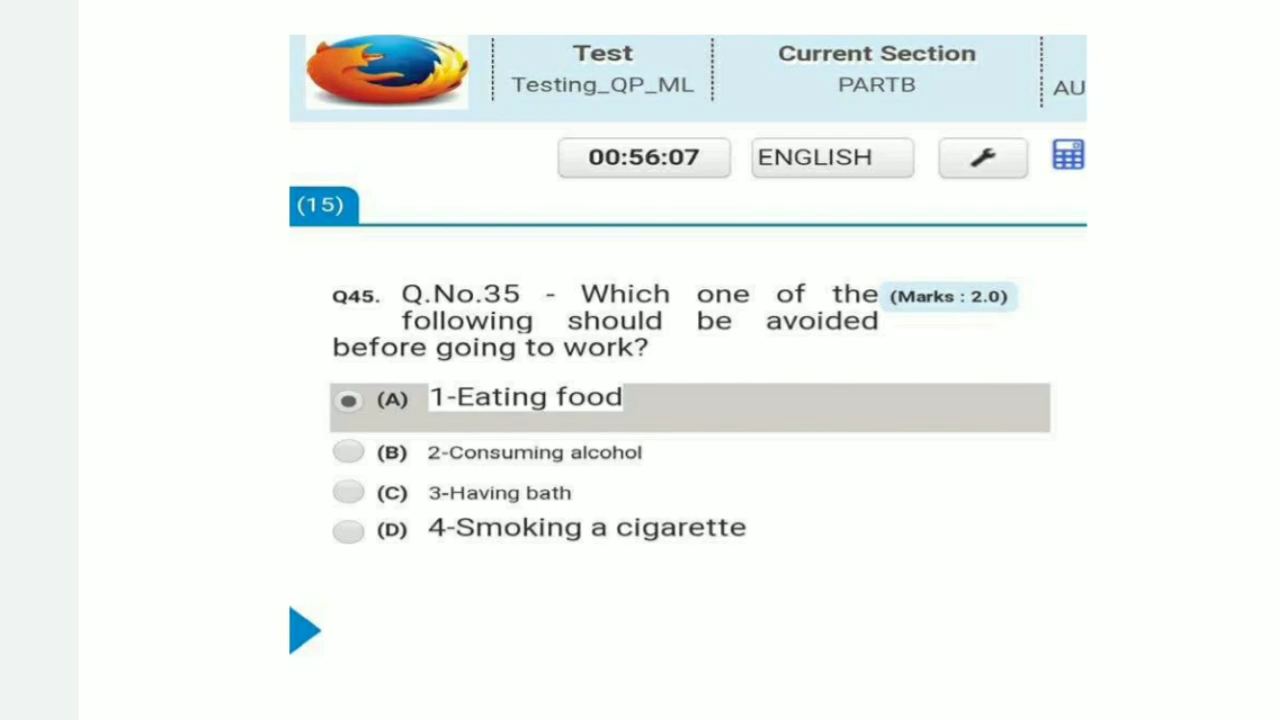 Test
Testing_QP_ML
Current Section
PARTB
AU
00:56:07
ENGLISH
(15)
Q45. Q.No.35 - Which one of the (Marks : 2.0)
following should be avoided
before going to work?
(A) 1-Eating food
(B) 2-Consuming alcohol
(C) 3-Having bath
(D) 4-Smoking a cigarette